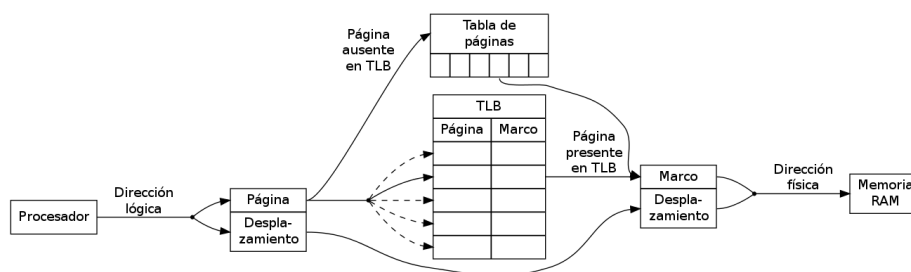 Tabla de
páginas
Página
ausente
en TLB
TLB
Página Marco
Página
presente
en TLB
Procesador
Dirección
lógica
Página
Despla-
zamiento
Marco
Despla-
zamiento
Dirección
física
Memoria
RAM